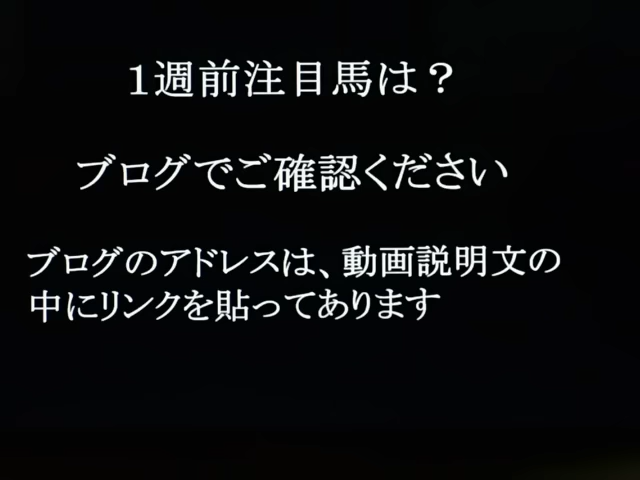 １週前注目馬は？
ブログでご確認ください
ブログのアドレスは、動画説明文の
中にリンクを貼ってあります